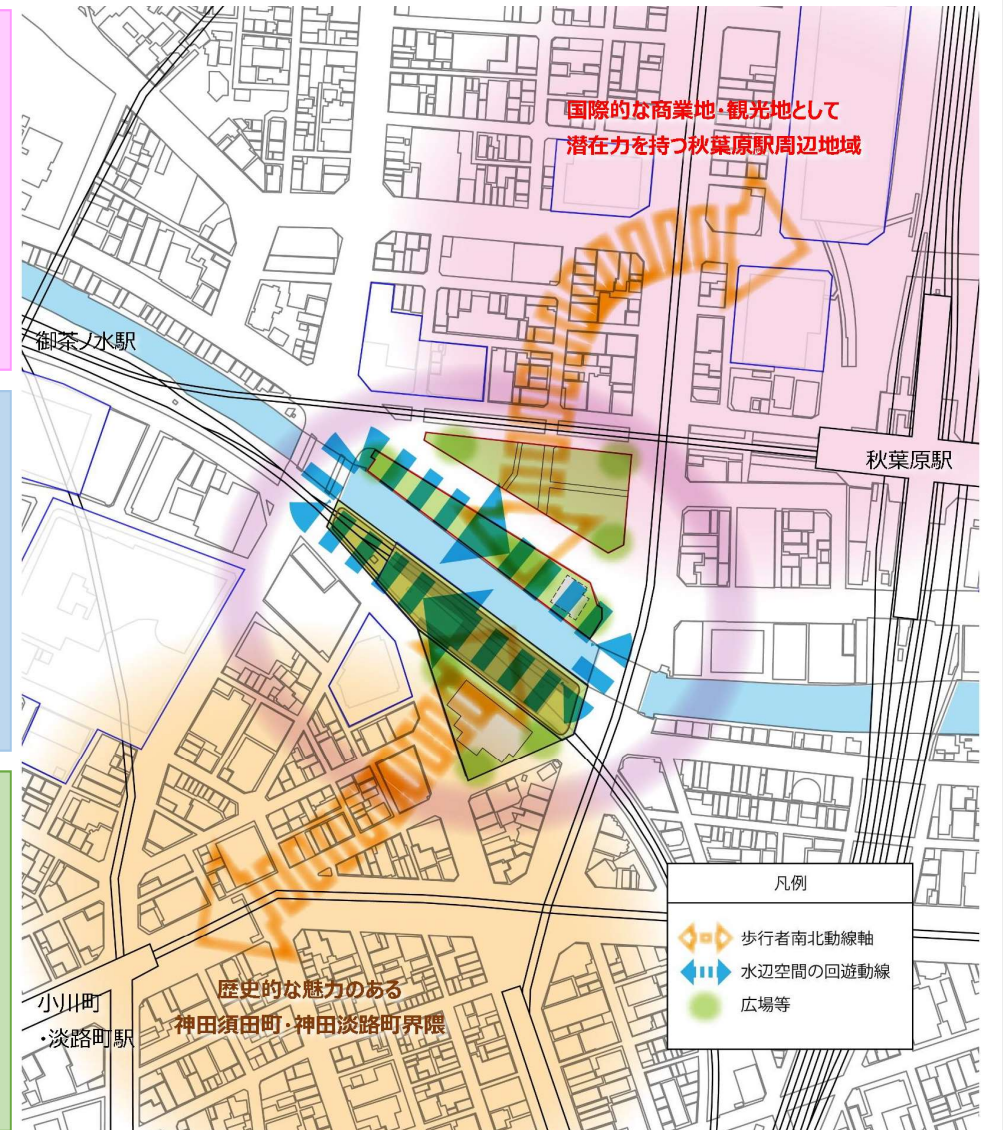 国際的な商業地・観光地として
潜在力を持つ秋葉原駅周辺地域
御茶ノ水駅
秋葉原駅
凡例
歩行者南北動線軸
水辺空間の回遊動線
広場等
歴史的な魅力のある
神田須田町・神田淡路町界隈
小川町
・淡路町駅